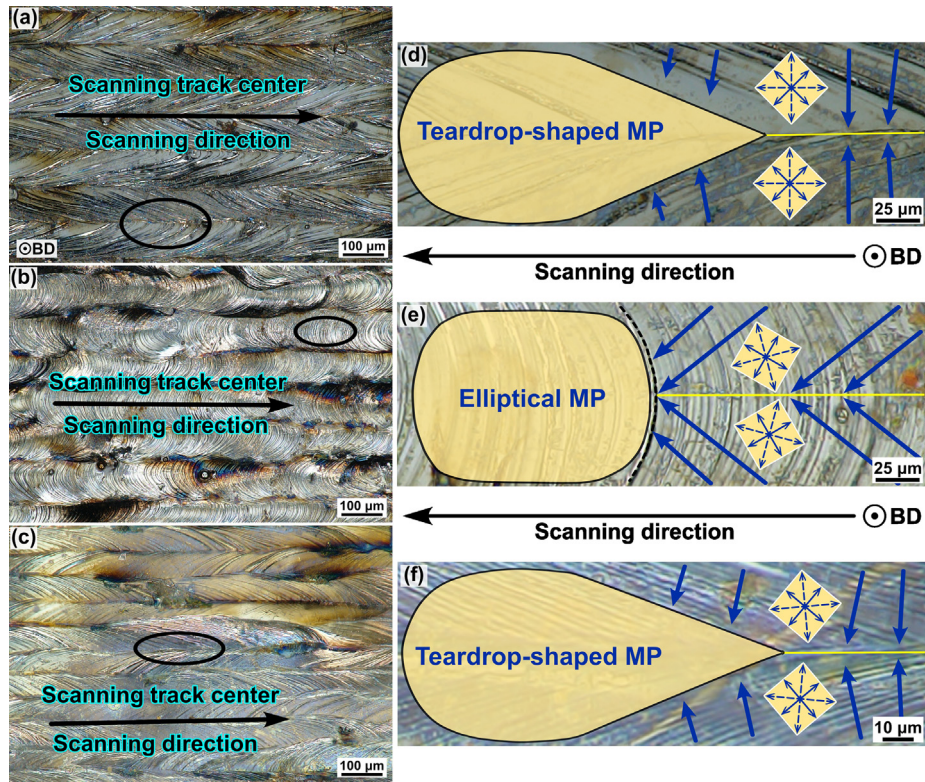 (a)
Scanning track center
Scanning direction
⊙BD
100 μm
(b)
Scanning track center
Scanning direction
100 μm
(c)
Scanning track center
Scanning direction
100 μm
(d)
Teardrop-shaped MP
25 μm
Scanning direction
⊙BD
(e)
Elliptical MP
25 μm
Scanning direction
⊙BD
(f)
Teardrop-shaped MP
10 μm